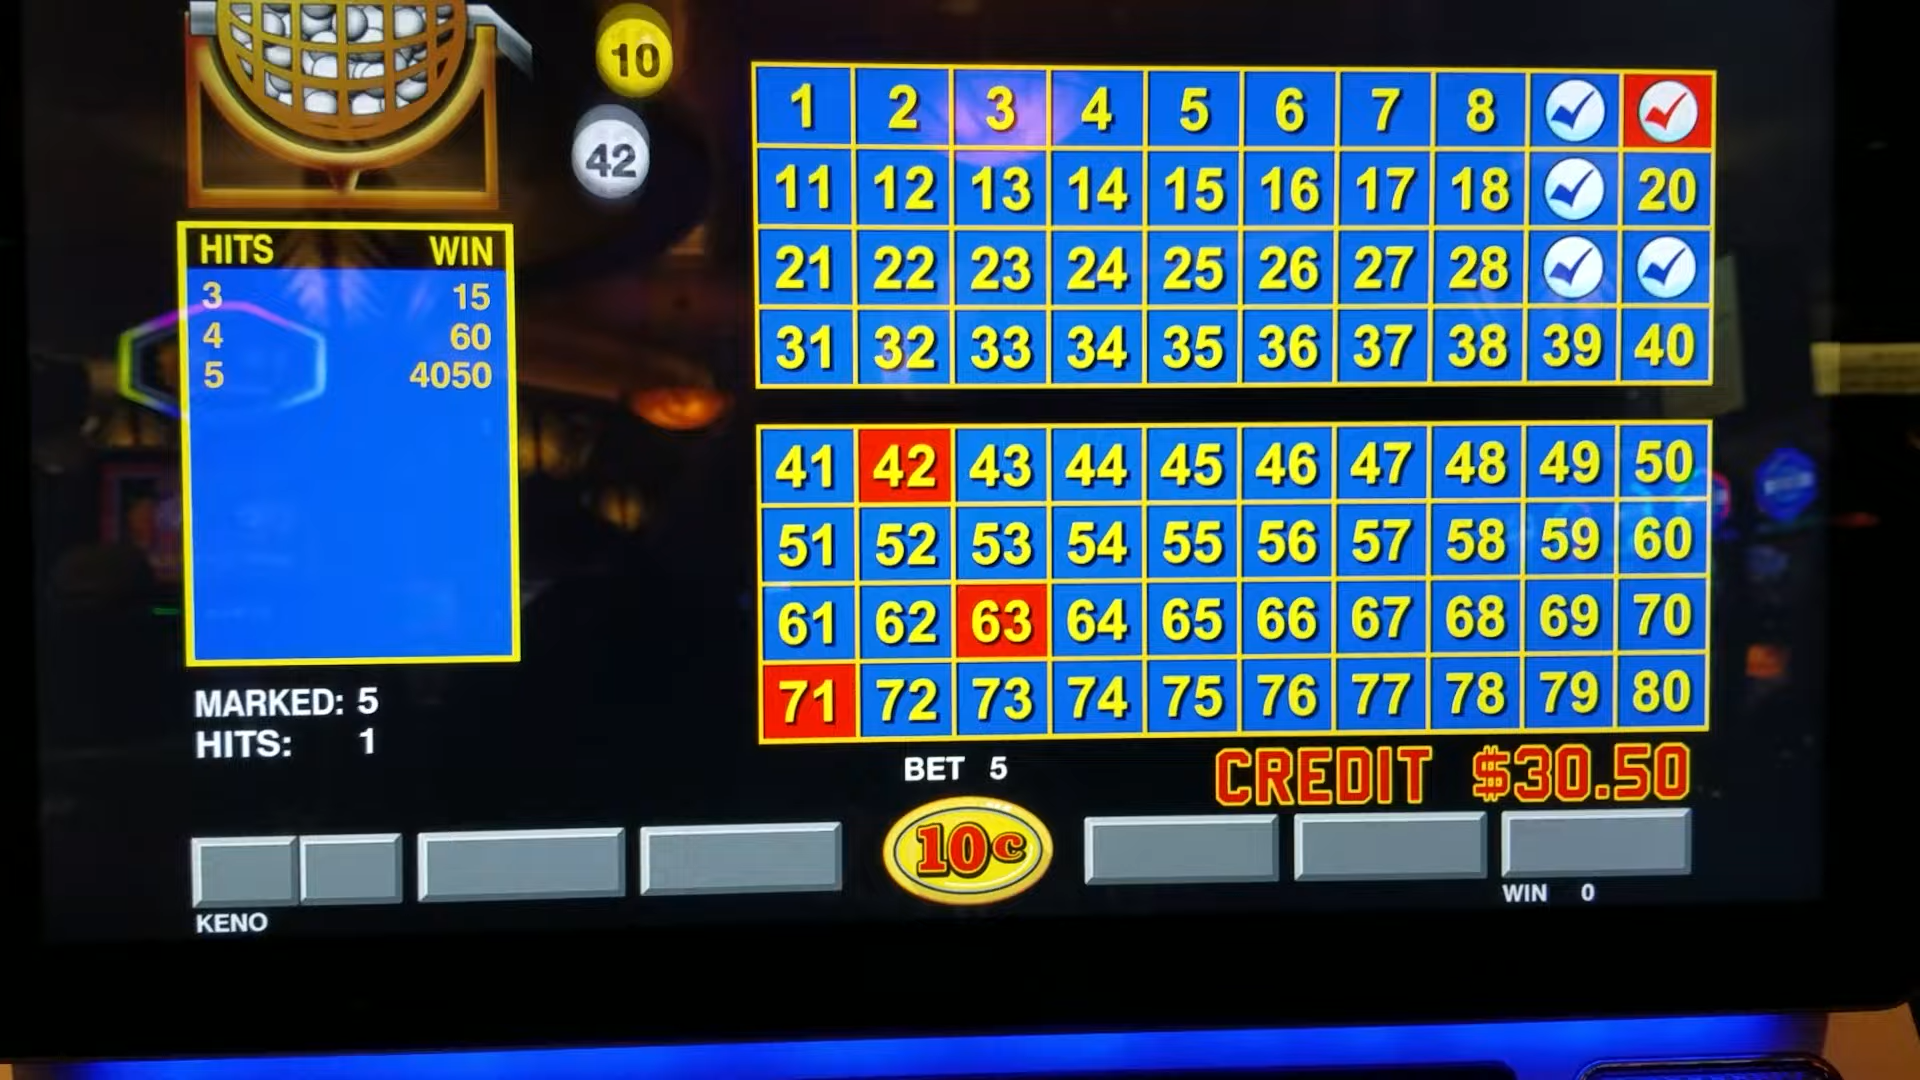 10
42
HITS WIN
3 15
4 60
5 4050
MARKED: 5
HITS: 1
1 2 3 4 5 6 7 8
11 12 13 14 15 16 17 18 20
21 22 23 24 25 26 27 28
31 32 33 34 35 36 37 38 39 40
41 42 43 44 45 46 47 48 49 50
51 52 53 54 55 56 57 58 59 60
61 62 63 64 65 66 67 68 69 70
71 72 73 74 75 76 77 78 79 80
BET 5
CREDIT $30.50
10c
KENO
WIN 0